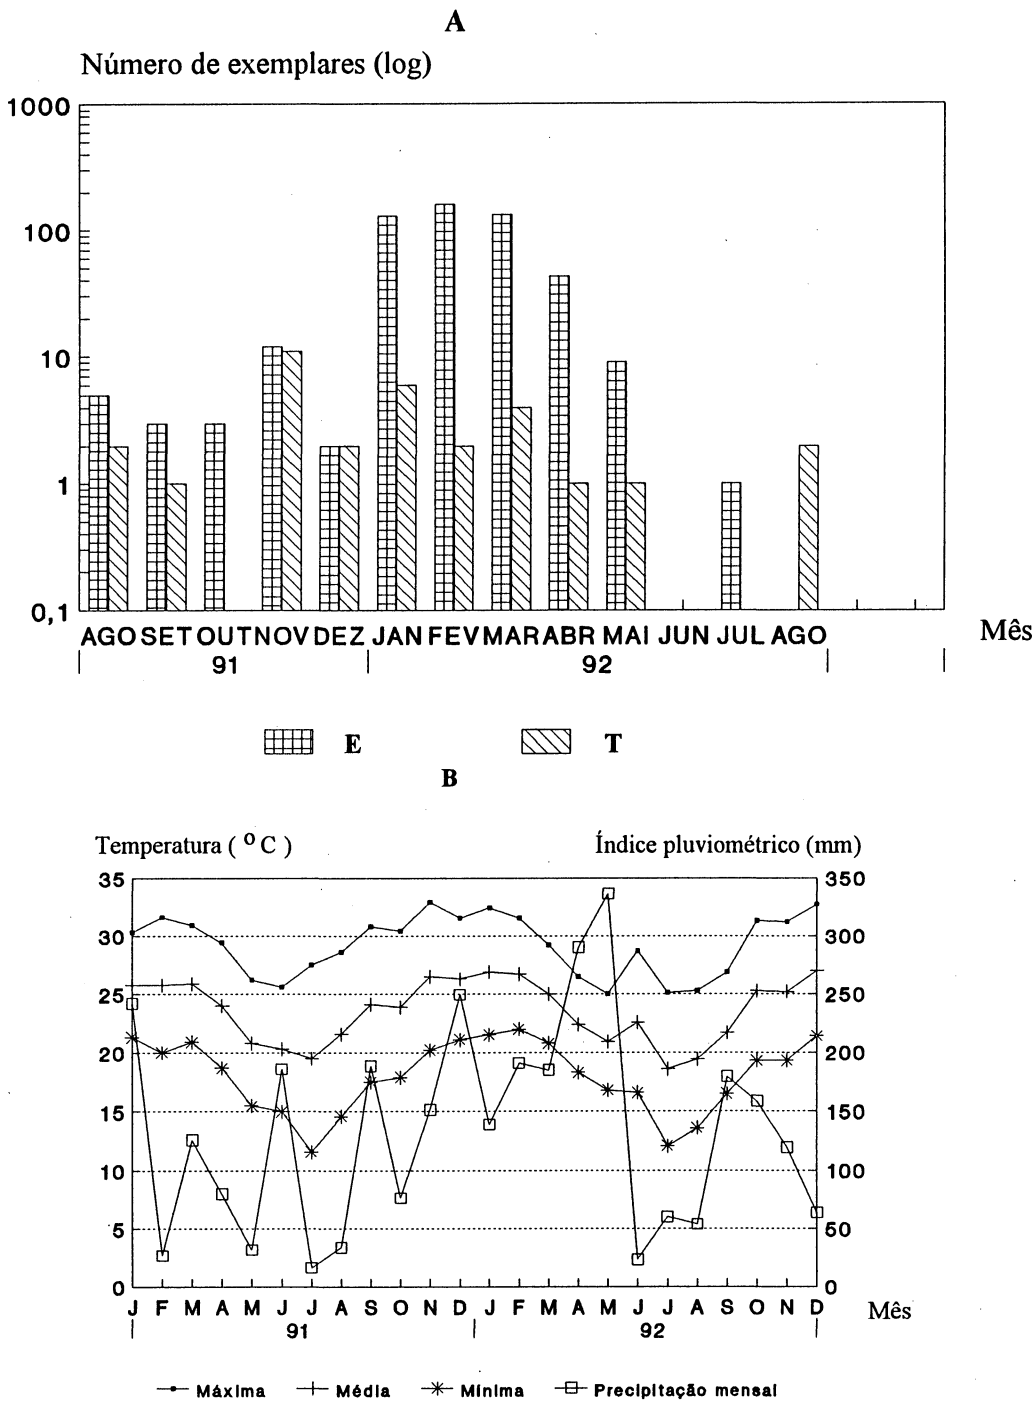 A
Número de exemplares (log)
1000
100
10
1
0,1
AGO SET OUT NOV DEZ JAN FEV MAR ABR MAI JUN JUL AGO
Mês
91 92
E T
B
Temperatura ( ºC ) Índice pluviométrico (mm)
35 350
30 300
25 250
20 200
15 150
10 100
5 50
0 0
J F M A M J J A S O N D J F M A M J J A S O N D Mês
91 92
Máxima Média Mínima Precipitação mensal